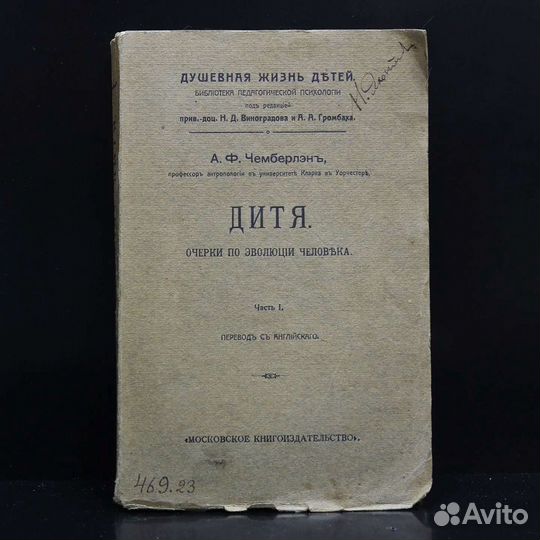 ДУШЕВНАЯ ЖИЗНЬ ДѢТЕЙ.
БИБЛІОТЕКА ПЕДАГОГИЧЕСКОЙ ПСИХОЛОГІИ
подъ редакціей
прив.-доц. Н. Д. Виноградова и А. А. Громбаха.
А. Ф. Чемберлэнъ,
профессоръ антропологіи въ университетѣ Кларка въ Уорчестерѣ.
ДИТЯ.
ОЧЕРКИ ПО ЭВОЛЮЦІИ ЧЕЛОВѢКА.
Часть I.
ПЕРЕВОДЪ СЪ АНГЛІЙСКАГО.
«МОСКОВСКОЕ КНИГОИЗДАТЕЛЬСТВО».
469.23
Avito